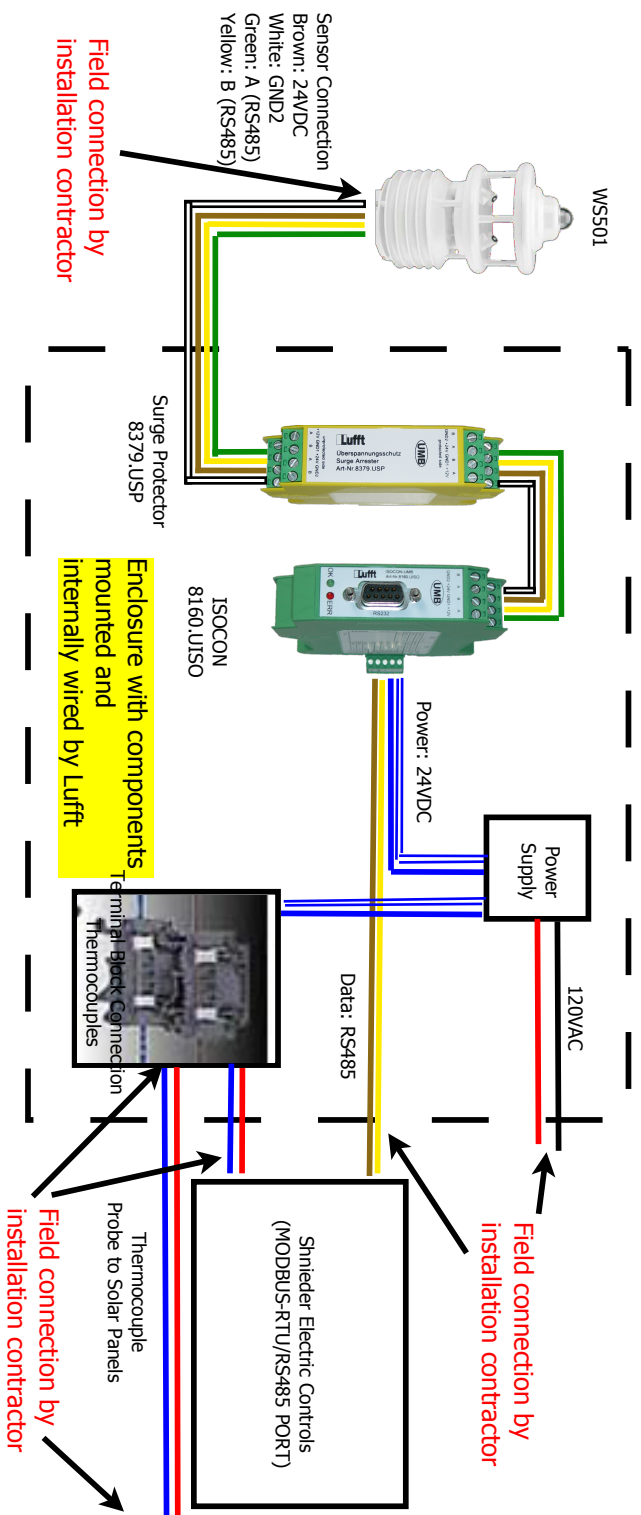 WS501
Sensor Connection
Brown: 24VDC
White: GND2
Green: A (RS485)
Yellow: B (RS485)
Field connection by
installation contractor
Lufft
Überspannungsschutz
Surge Arrester
Art-Nr.8379.USP
UMB
Surge Protector
8379.USP
ISOCON-UMB
Art-Nr.8160.UISO
UMB
Lufft
RS232
OK
ERR
ISOCON
8160.UISO
Enclosure with components
mounted and
internally wired by Lufft
Power: 24VDC
Power
Supply
120VAC
Data: RS485
Terminal Block Connection
Thermocouples
Field connection by
installation contractor
Shnieder Electric Controls
(MODBUS-RTU/RS485 PORT)
Thermocouple
Probe to Solar Panels
Field connection by
installation contractor